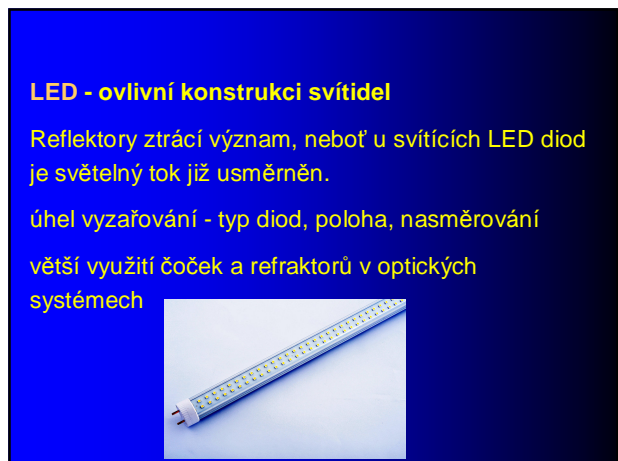 LED - ovlivní konstrukci svítidel
Reflektory ztrácí význam, neboť u svítících LED diod
je světelný tok již usměrněn.
úhel vyzařování - typ diod, poloha, nasměrování
větší využití čoček a refraktorů v optických
systémech